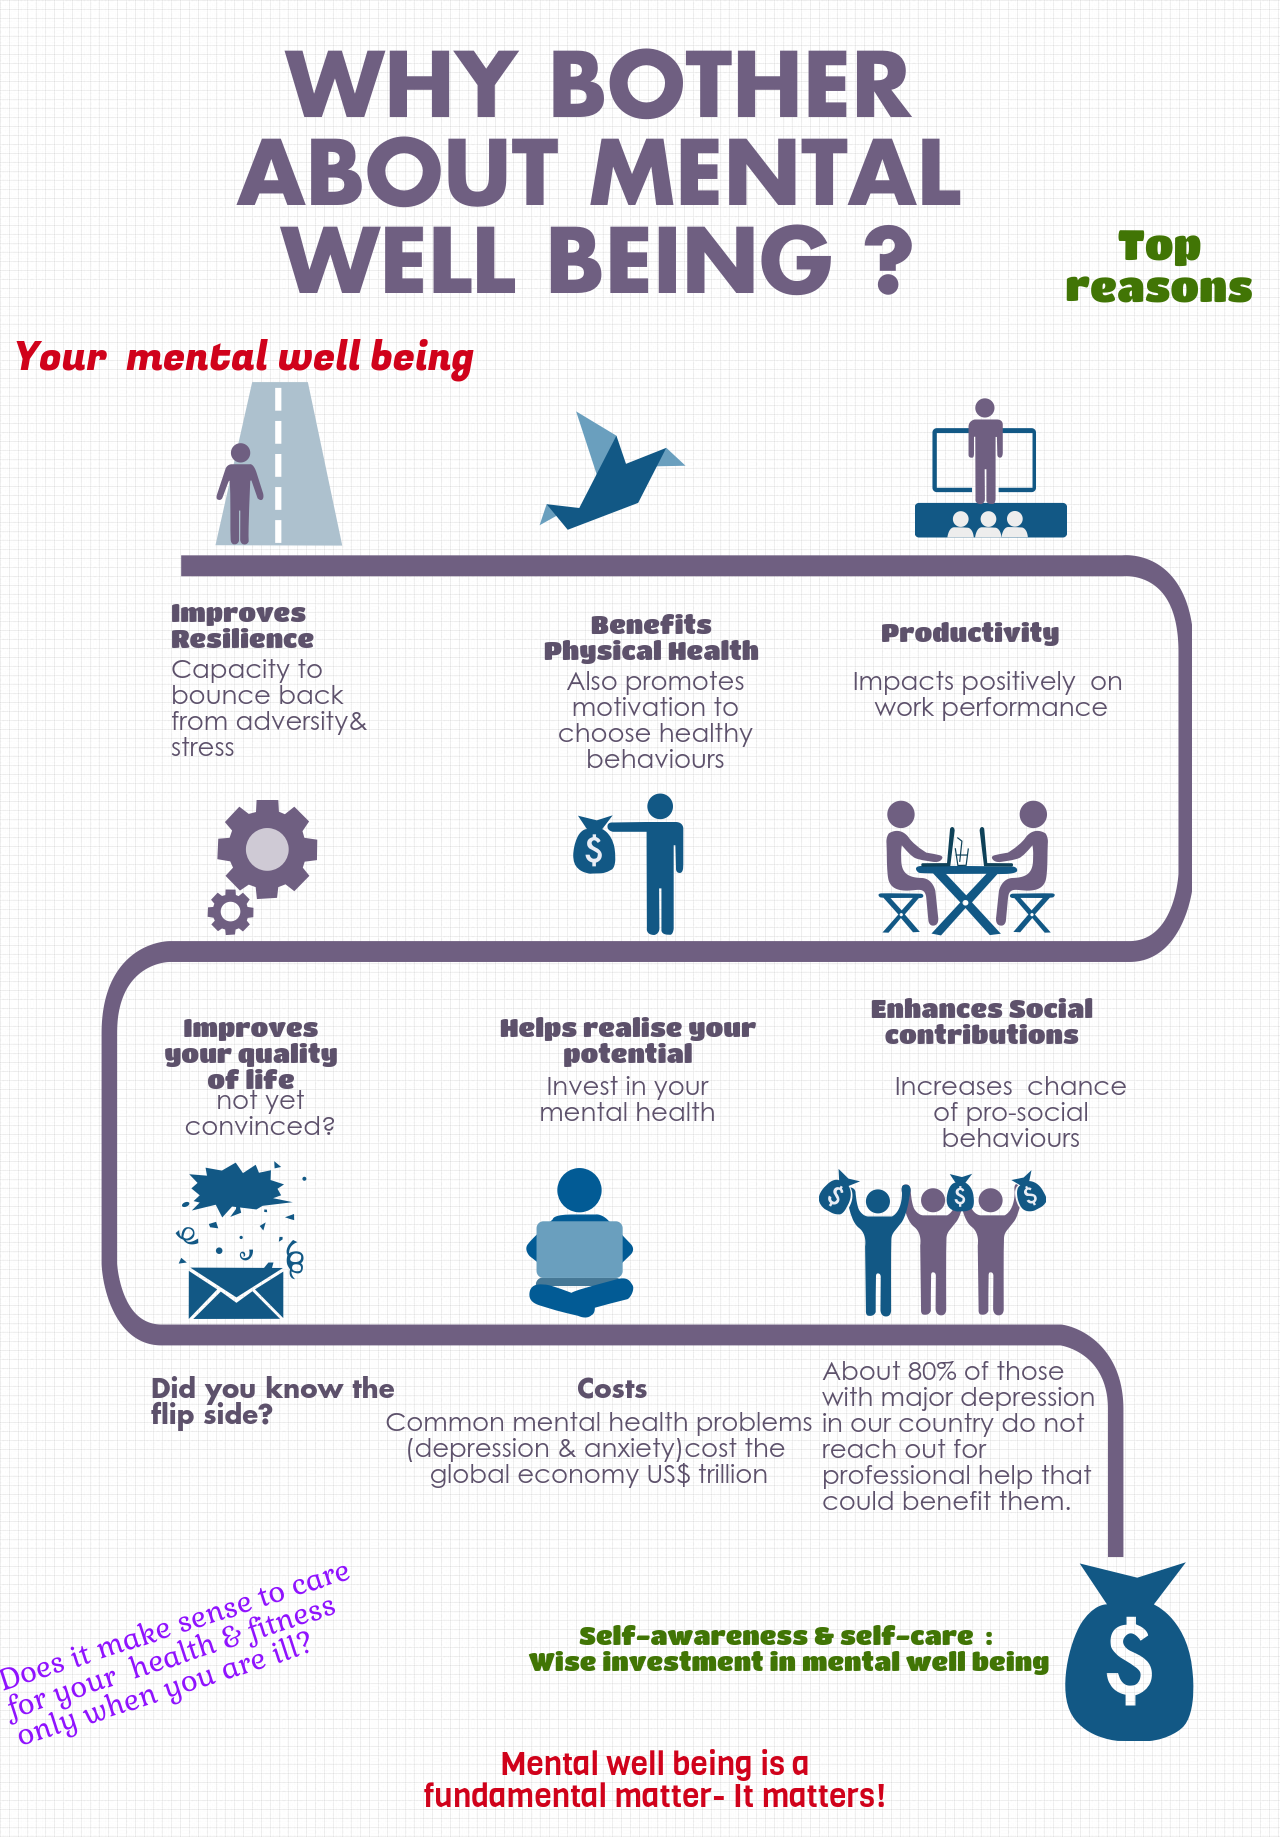 WHY BOTHER
ABOUT MENTAL
WELL BEING ?
Top
reasons
Your mental well being
Improves
Resilience
Capacity to
bounce back
from adversity&
stress
Benefits
Physical Health
Also promotes
motivation to
choose healthy
behaviours
Productivity
Impacts positively on
work performance
$
Improves
your quality
of life
not yet
convinced?
Helps realise your
potential
Invest in your
mental health
Enhances Social
contributions
Increases chance
of pro-social
behaviours
$ $ $
Did you know the
flip side?
Costs
Common mental health problems
(depression & anxiety)cost the
global economy US$ trillion
About 80% of those
with major depression
in our country do not
reach out for
professional help that
could benefit them.
Does it make sense to care
for your health & fitness
only when you are ill?
Self-awareness & self-care :
Wise investment in mental well being
$
Mental well being is a
fundamental matter- It matters!